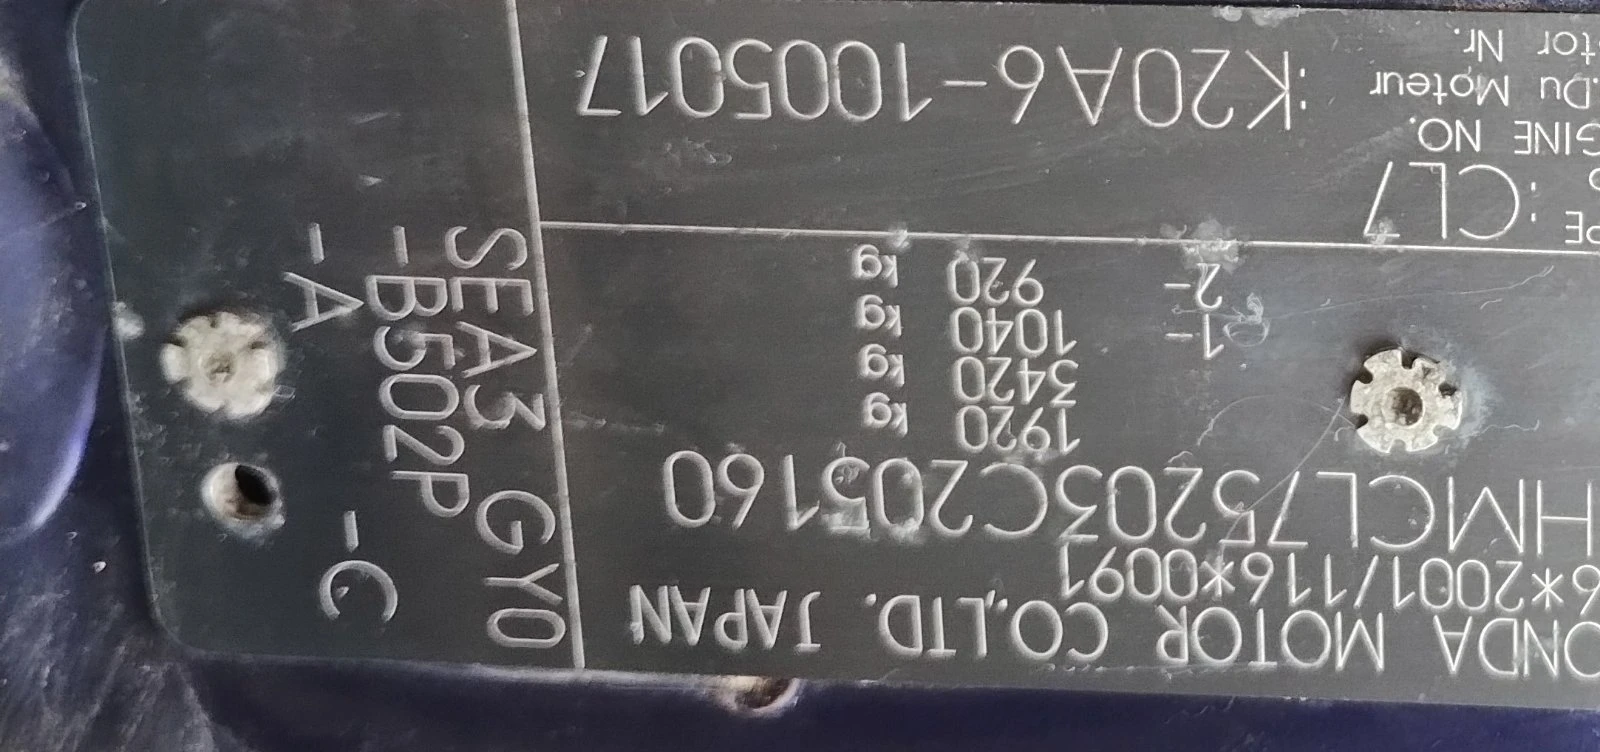 ONDA MOTOR CO.,LTD. JAPAN
6*2001/116*0091
HMCL75203C205160
1920 kg
3420 kg
1- 1040 kg
2- 920 kg
PE :CL7
GINE NO.
.Du Moteur :K20A6-1005017
tor Nr.
SEA3 GY0
-B502P
-A -C